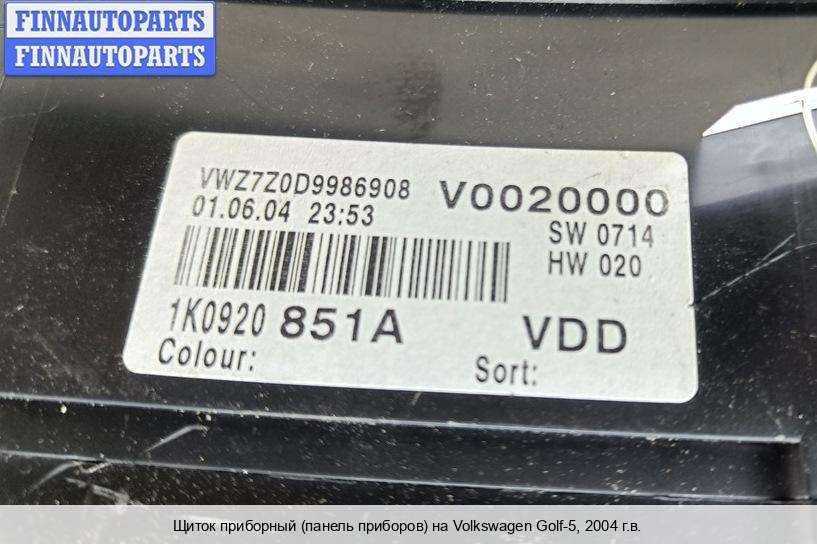 FINNAUTOPARTS
FINNAUTOPARTS
VWZ7Z0D9986908 V0020000
01.06.04 23:53 SW 0714
HW 020
1K0920 851A VDD
Colour: Sort:
Щиток приборный (панель приборов) на Volkswagen Golf-5, 2004 г.в.